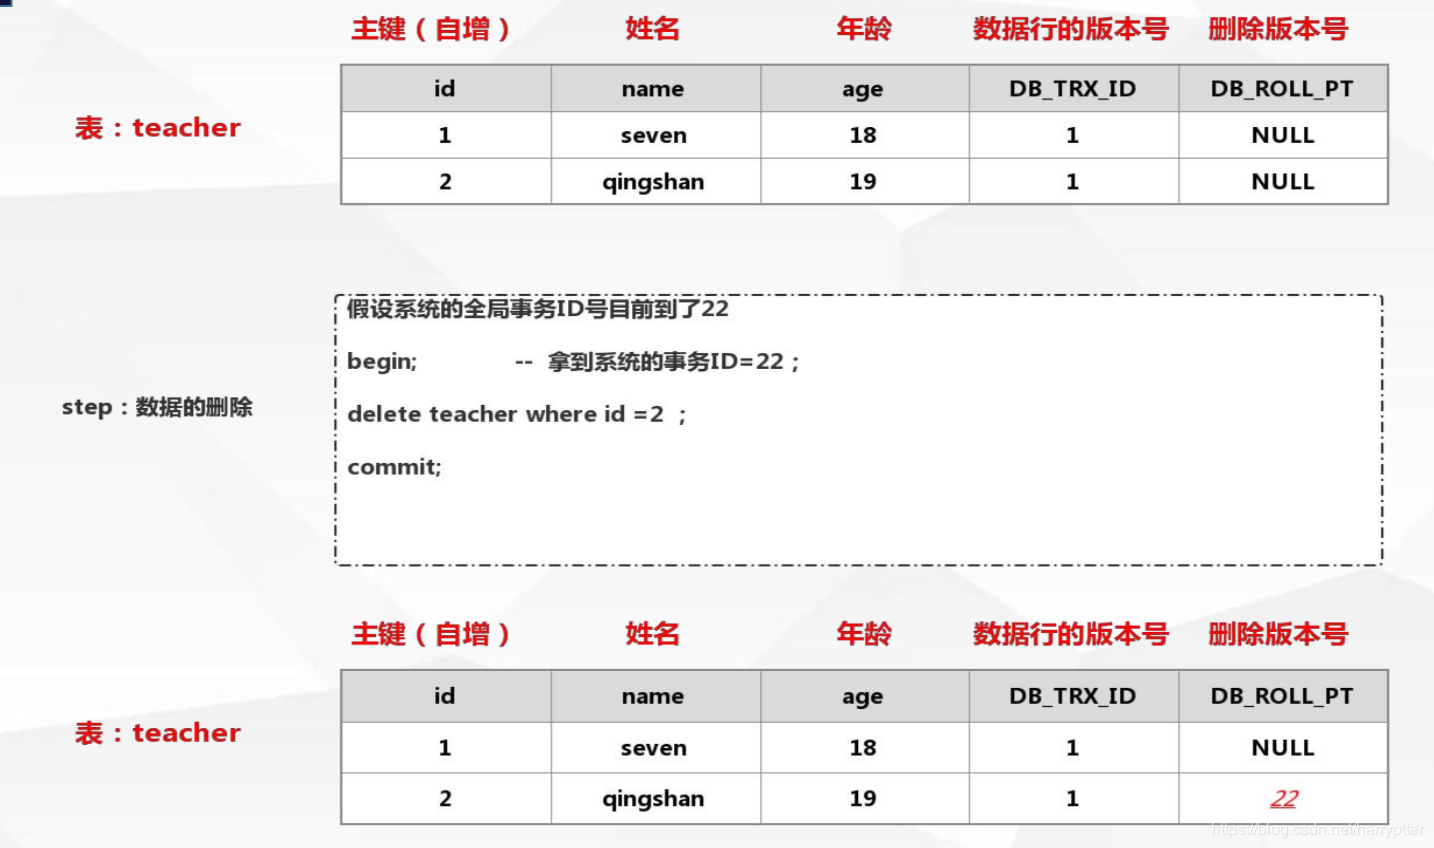 主键（自增） 姓名 年龄 数据行的版本号 删除版本号
id name age DB_TRX_ID DB_ROLL_PT
表：teacher
1 seven 18 1 NULL
2 qingshan 19 1 NULL
假设系统的全局事务ID号目前到了22
begin; -- 拿到系统的事务ID=22；
step：数据的删除
delete teacher where id =2 ；
commit;
主键（自增） 姓名 年龄 数据行的版本号 删除版本号
id name age DB_TRX_ID DB_ROLL_PT
表：teacher
1 seven 18 1 NULL
2 qingshan 19 1 22
https://blog.csdn.net/harryptter